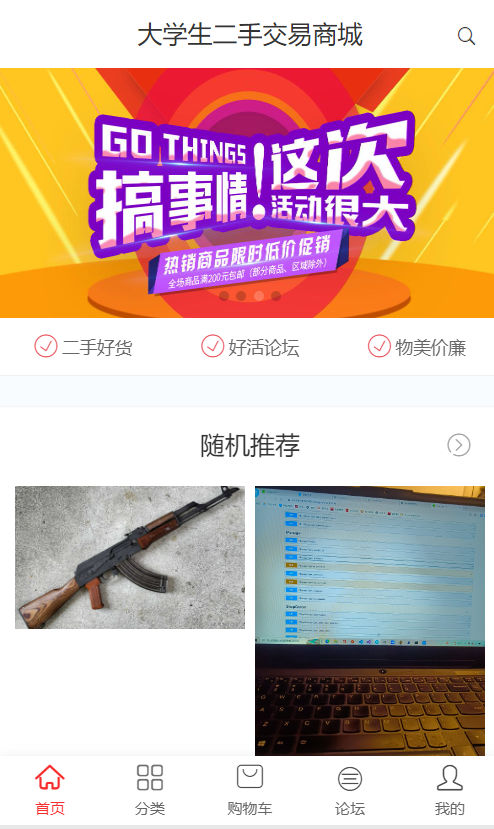 大学生二手交易商城
GO THINGS
搞事情!
这次
活动很大
热销商品限时低价促销
全场商品满200元包邮（部分商品、区域除外）
二手好货
好活论坛
物美价廉
随机推荐
首页
分类
购物车
论坛
我的